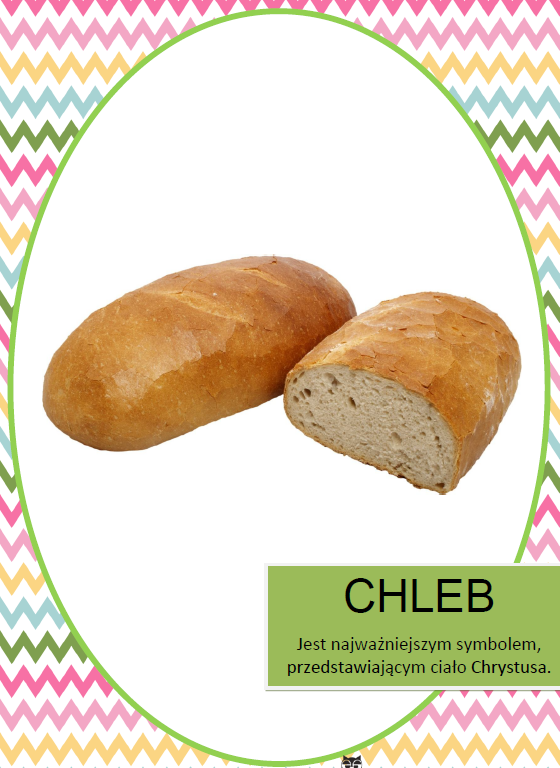 CHLEB
Jest najważniejszym symbolem,
przedstawiającym ciało Chrystusa.